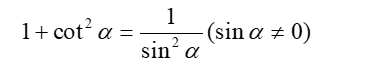 1 + cot² α = 1/sin² α (sin α ≠ 0)